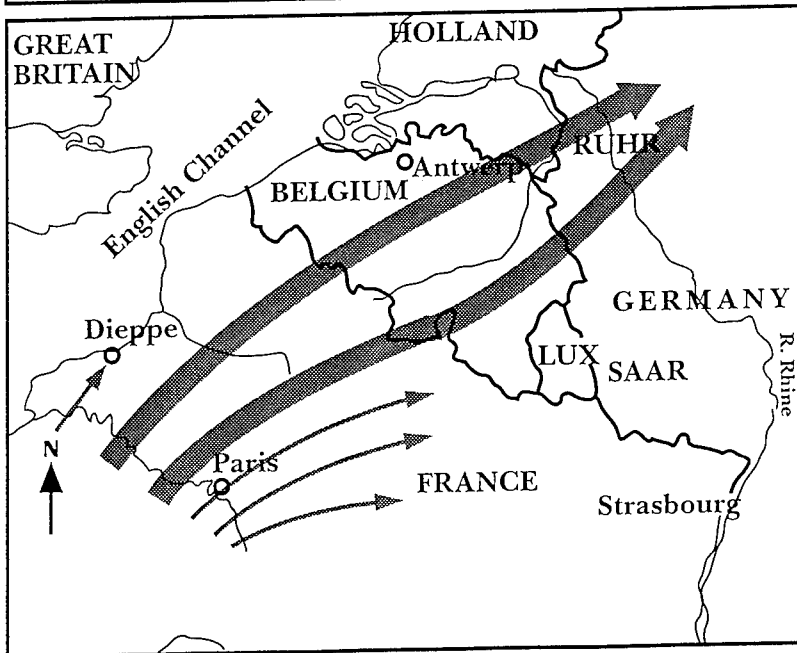 GREAT
BRITAIN
HOLLAND
English Channel
RUHR
Antwerp
BELGIUM
GERMANY
Dieppe
LUX
SAAR
R. Rhine
N
Paris
FRANCE
Strasbourg